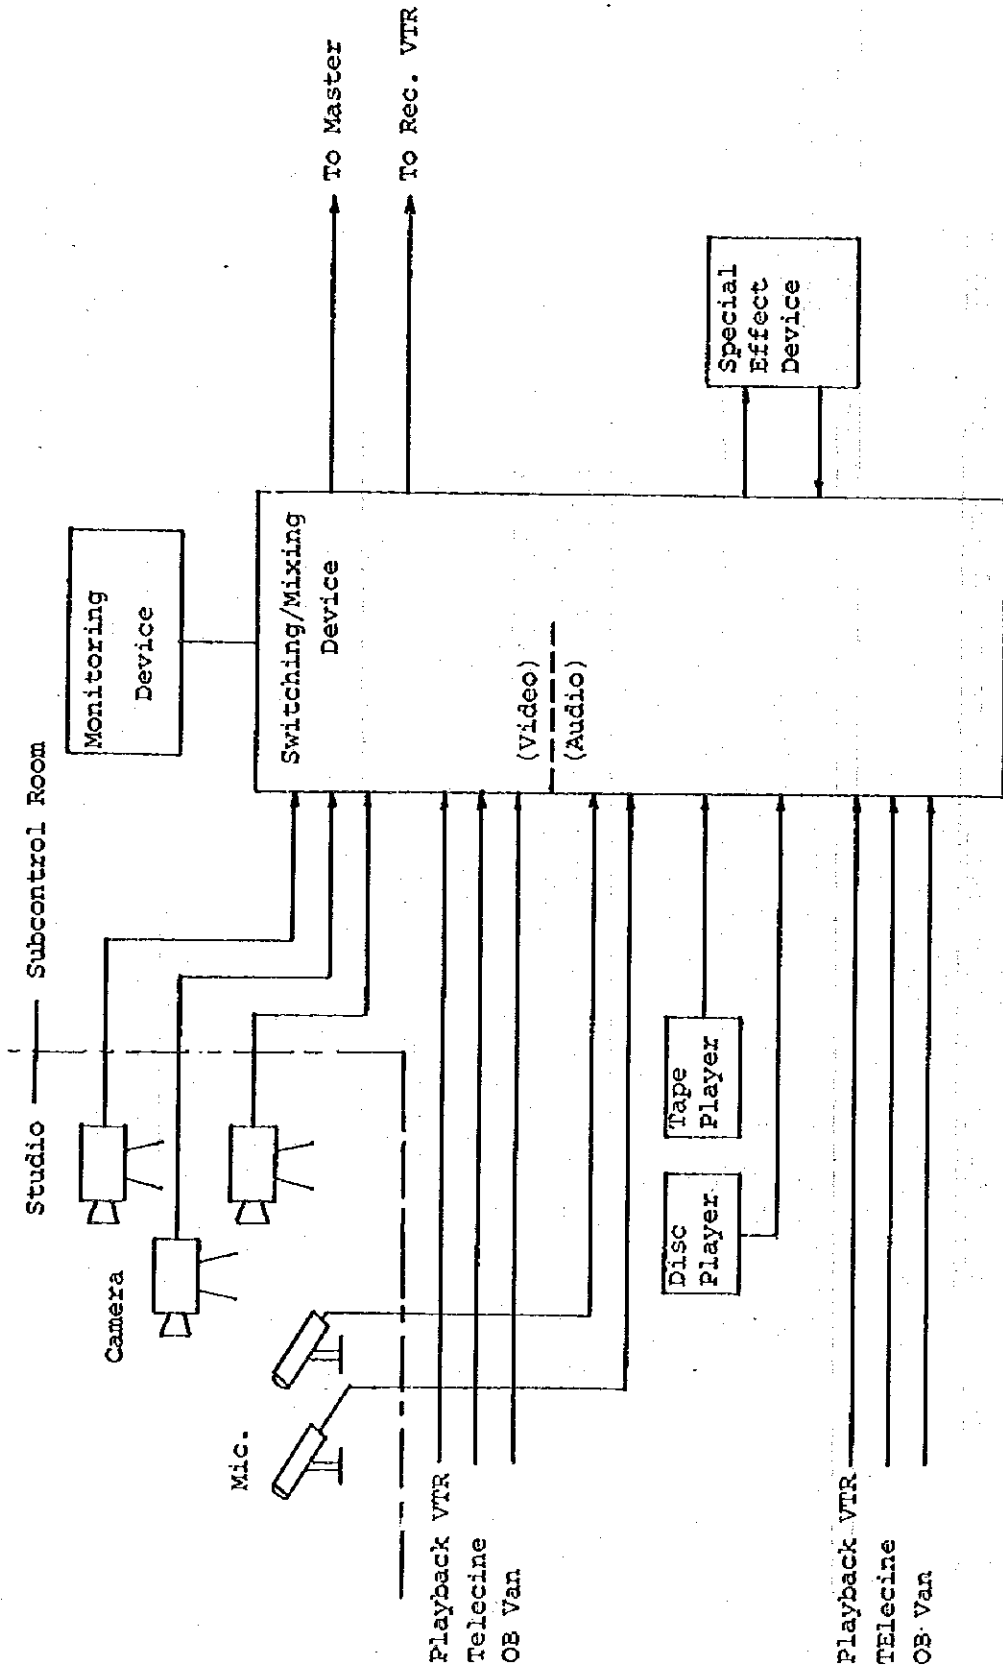 Studio
Subcontrol Room
Camera
Mic.
Monitoring
Device
Switching/Mixing
Device
(Video)
(Audio)
To Master
To Rec. VTR
Playback VTR
Telecine
OB Van
Disc
Player
Tape
Player
Special
Effect
Device
Playback VTR
TElecine
OB Van